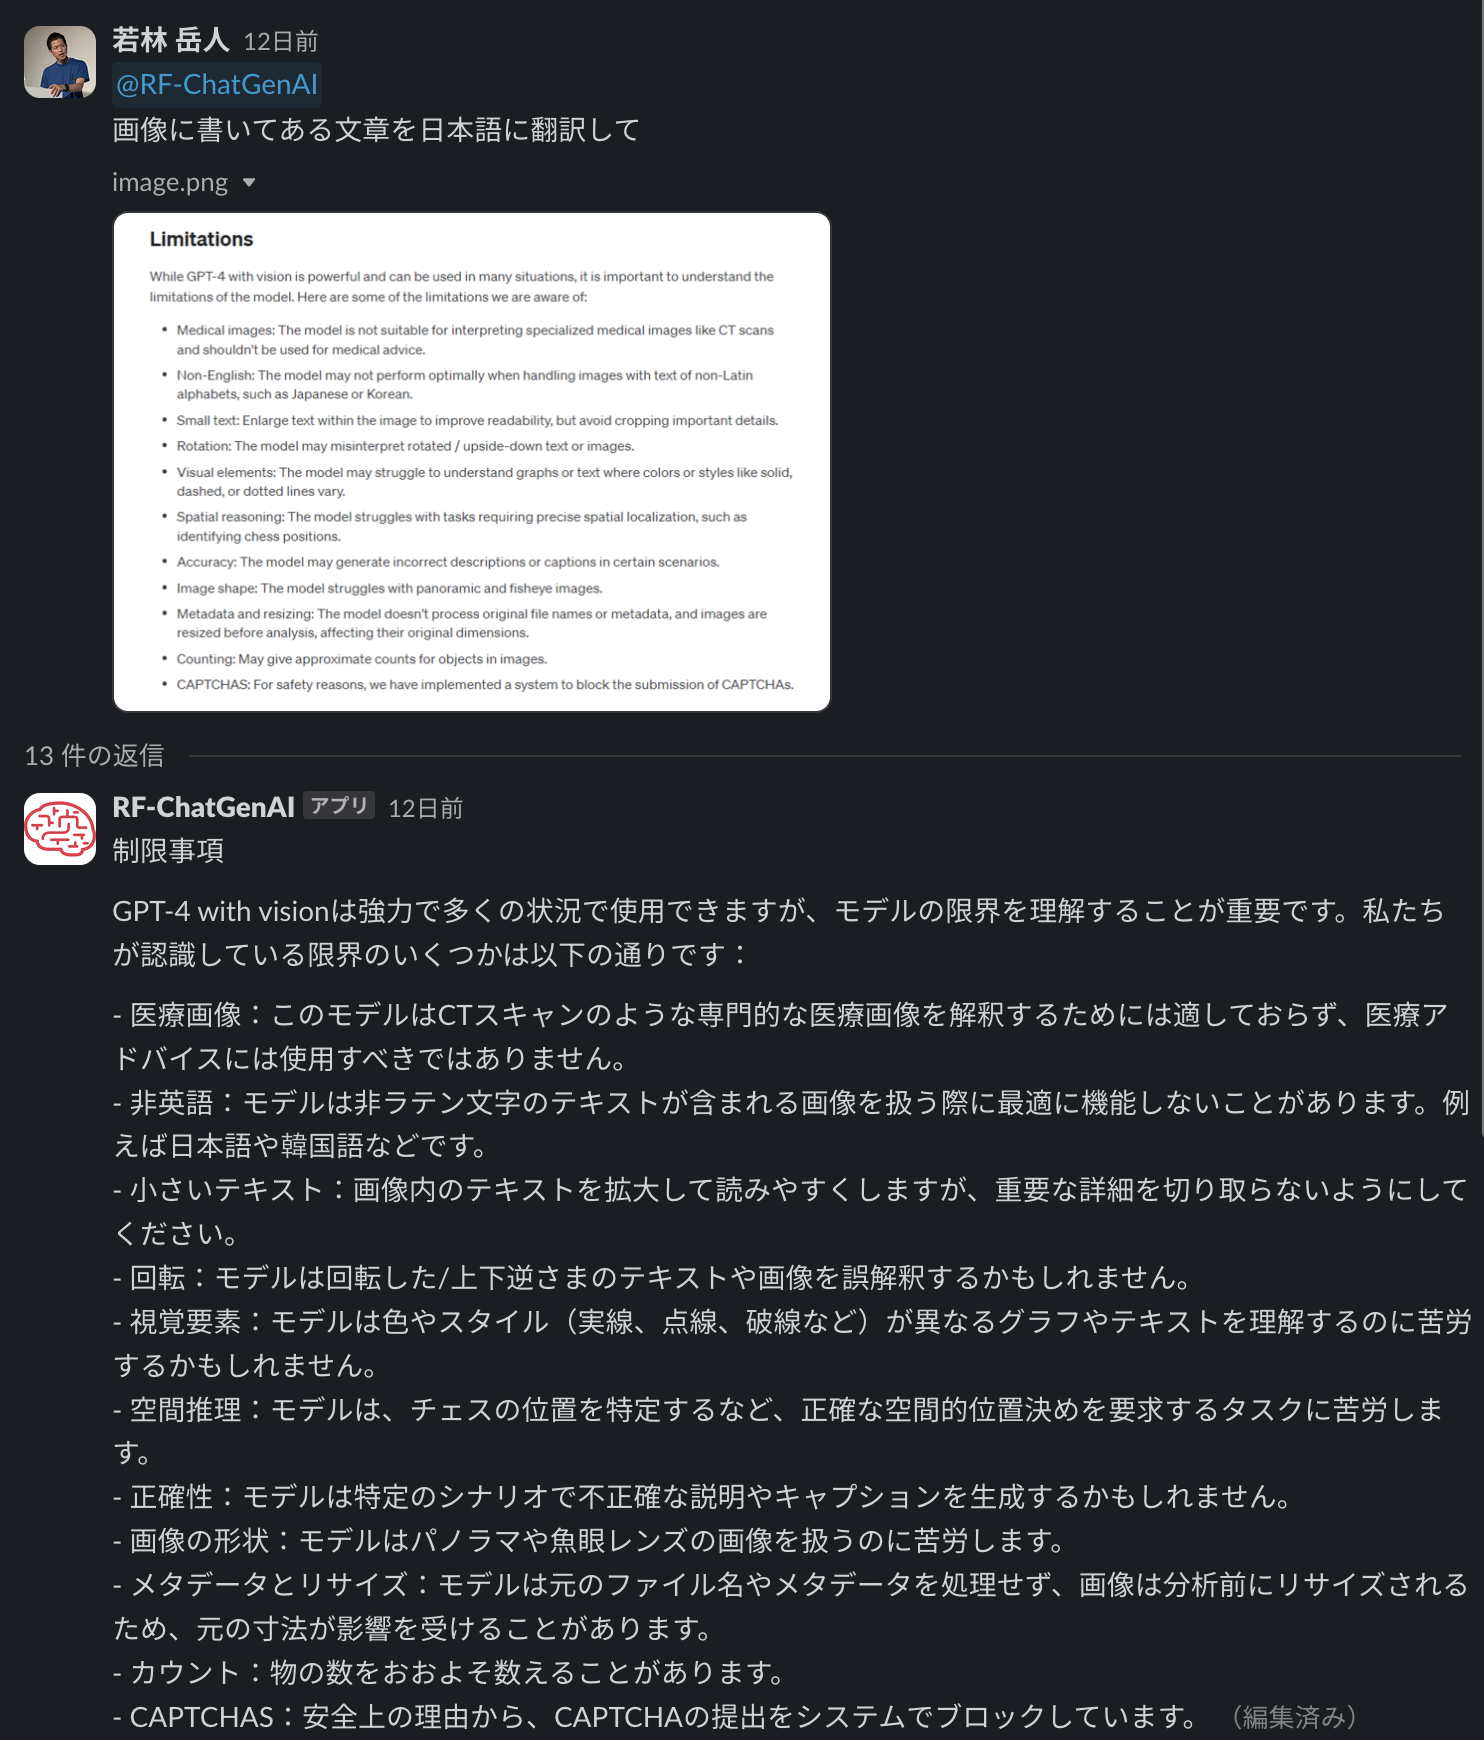 若林 岳人 12日前
@RF-ChatGenAI
画像に書いてある文章を日本語に翻訳して
image.png
Limitations
While GPT-4 with vision is powerful and can be used in many situations, it is important to understand the
limitations of the model. Here are some of the limitations we are aware of:
• Medical images: The model is not suitable for interpreting specialized medical images like CT scans
and shouldn't be used for medical advice.
• Non-English: The model may not perform optimally when handling images with text of non-Latin
alphabets, such as Japanese or Korean.
• Small text: Enlarge text within the image to improve readability, but avoid cropping important details.
• Rotation: The model may misinterpret rotated / upside-down text or images.
• Visual elements: The model may struggle to understand graphs or text where colors or styles like solid,
dashed, or dotted lines vary.
• Spatial reasoning: The model struggles with tasks requiring precise spatial localization, such as
identifying chess positions.
• Accuracy: The model may generate incorrect descriptions or captions in certain scenarios.
• Image shape: The model struggles with panoramic and fisheye images.
• Metadata and resizing: The model doesn't process original file names or metadata, and images are
resized before analysis, affecting their original dimensions.
• Counting: May give approximate counts for objects in images.
• CAPTCHAS: For safety reasons, we have implemented a system to block the submission of CAPTCHAs.
13 件の返信
RF-ChatGenAI アプリ 12日前
制限事項
GPT-4 with visionは強力で多くの状況で使用できますが、モデルの限界を理解することが重要です。私たち
が認識している限界のいくつかは以下の通りです：
- 医療画像：このモデルはCTスキャンのような専門的な医療画像を解釈するためには適しておらず、医療ア
ドバイスには使用すべきではありません。
- 非英語：モデルは非ラテン文字のテキストが含まれる画像を扱う際に最適に機能しないことがあります。例
えば日本語や韓国語などです。
- 小さいテキスト：画像内のテキストを拡大して読みやすくしますが、重要な詳細を切り取らないようにして
ください。
- 回転：モデルは回転した/上下逆さまのテキストや画像を誤解釈するかもしれません。
- 視覚要素：モデルは色やスタイル（実線、点線、破線など）が異なるグラフやテキストを理解するのに苦労
するかもしれません。
- 空間推理：モデルは、チェスの位置を特定するなど、正確な空間的位置決めを要求するタスクに苦労しま
す。
- 正確性：モデルは特定のシナリオで不正確な説明やキャプションを生成するかもしれません。
- 画像の形状：モデルはパノラマや魚眼レンズの画像を扱うのに苦労します。
- メタデータとリサイズ：モデルは元のファイル名やメタデータを処理せず、画像は分析前にリサイズされる
ため、元の寸法が影響を受けることがあります。
- カウント：物の数をおおよそ数えることがあります。
- CAPTCHAS：安全上の理由から、CAPTCHAの提出をシステムでブロックしています。 （編集済み）